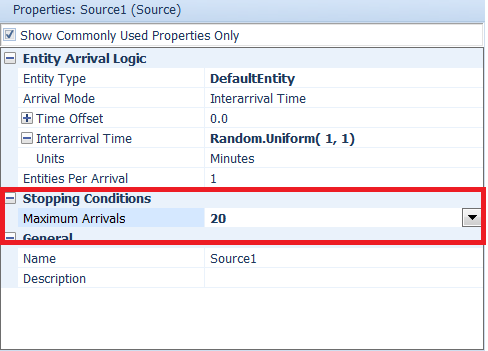 Properties: Source1 (Source)
Show Commonly Used Properties Only
Entity Arrival Logic
Entity Type DefaultEntity
Arrival Mode Interarrival Time
Time Offset 0.0
Interarrival Time Random.Uniform( 1, 1)
Units Minutes
Entities Per Arrival 1
Stopping Conditions
Maximum Arrivals 20
General
Name Source1
Description